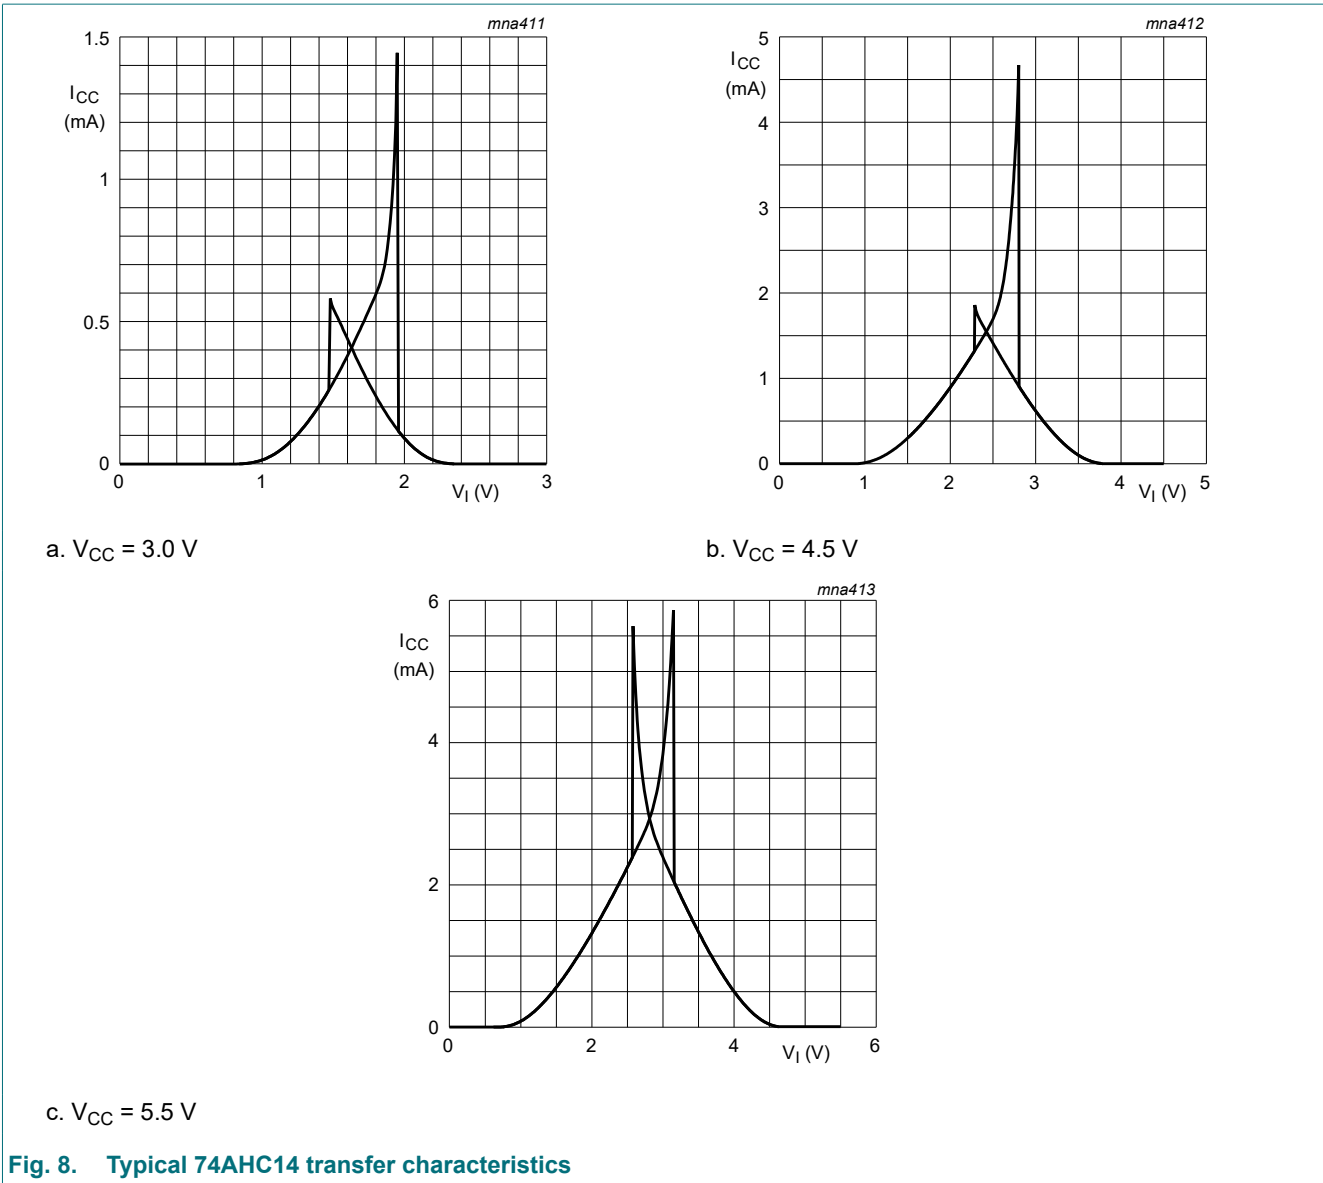 mna411
1.5
ICC
(mA)
1
0.5
0
0 1 2 VI (V) 3
a. VCC = 3.0 V
mna412
5
ICC
(mA)
4
3
2
1
0
0 1 2 3 4 VI (V) 5
b. VCC = 4.5 V
mna413
6
ICC
(mA)
4
2
0
0 2 4 VI (V) 6
c. VCC = 5.5 V
Fig. 8. Typical 74AHC14 transfer characteristics